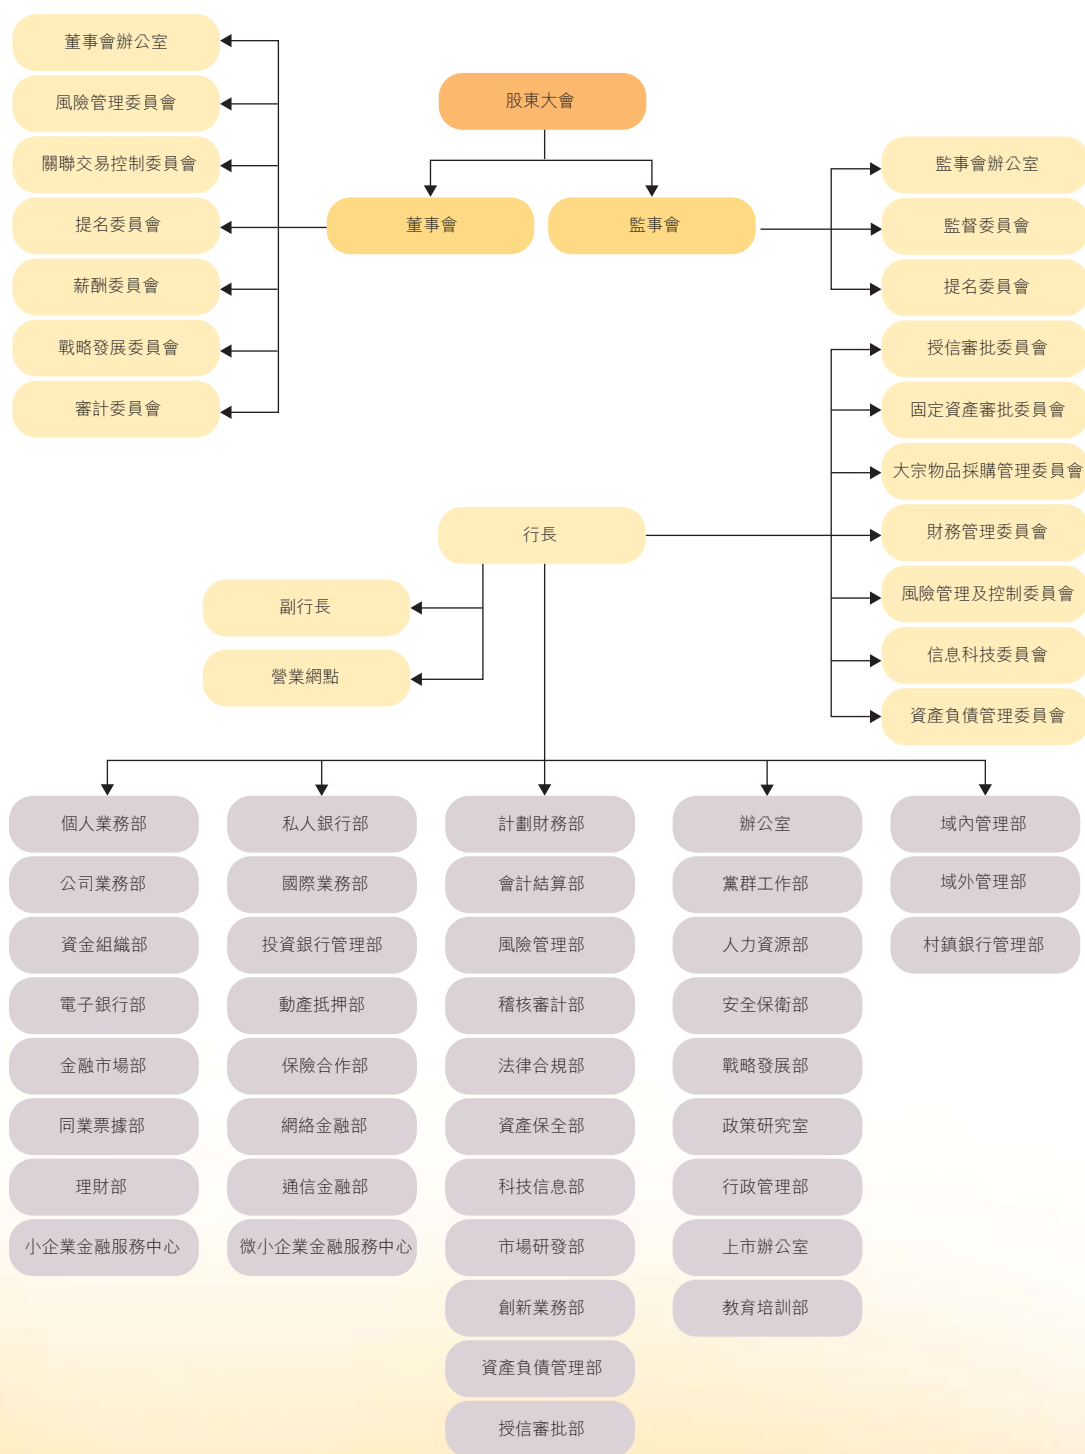 股東大會
董事會
監事會
董事會辦公室
風險管理委員會
關聯交易控制委員會
提名委員會
薪酬委員會
戰略發展委員會
審計委員會
監事會辦公室
監督委員會
提名委員會
行長
授信審批委員會
固定資產審批委員會
大宗物品採購管理委員會
財務管理委員會
風險管理及控制委員會
信息科技委員會
資產負債管理委員會
副行長
營業網點
個人業務部
公司業務部
資金組織部
電子銀行部
金融市場部
同業票據部
理財部
小企業金融服務中心
私人銀行部
國際業務部
投資銀行管理部
動產抵押部
保險合作部
網絡金融部
通信金融部
微小企業金融服務中心
計劃財務部
會計結算部
風險管理部
稽核審計部
法律合規部
資產保全部
科技信息部
市場研發部
創新業務部
資產負債管理部
授信審批部
辦公室
黨群工作部
人力資源部
安全保衛部
戰略發展部
政策研究室
行政管理部
上市辦公室
教育培訓部
域內管理部
域外管理部
村鎮銀行管理部